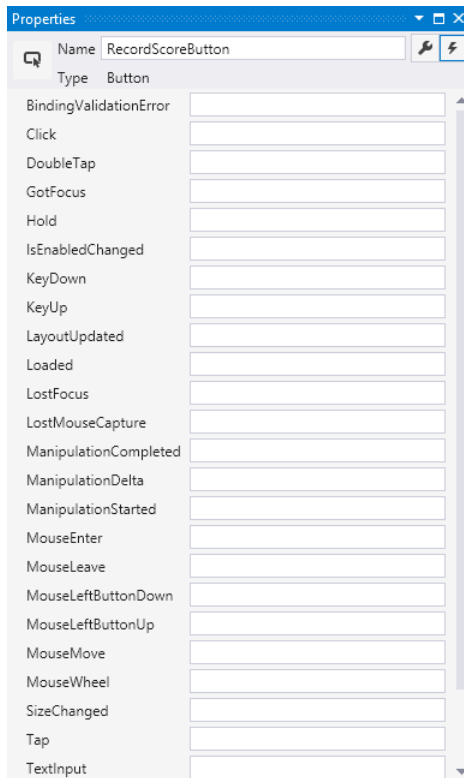 Properties
Name RecordScoreButton
Type Button
BindingValidationError
Click
DoubleTap
GotFocus
Hold
IsEnabledChanged
KeyDown
KeyUp
LayoutUpdated
Loaded
LostFocus
LostMouseCapture
ManipulationCompleted
ManipulationDelta
ManipulationStarted
MouseEnter
MouseLeave
MouseLeftButtonDown
MouseLeftButtonUp
MouseMove
MouseWheel
SizeChanged
Tap
TextInput